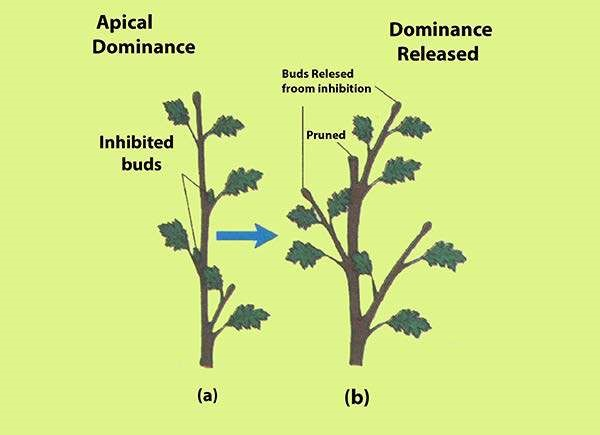 Apical
Dominance
Dominance
Released
Buds Relesed
froom inhibition
Pruned
Inhibited
buds
(a)
(b)